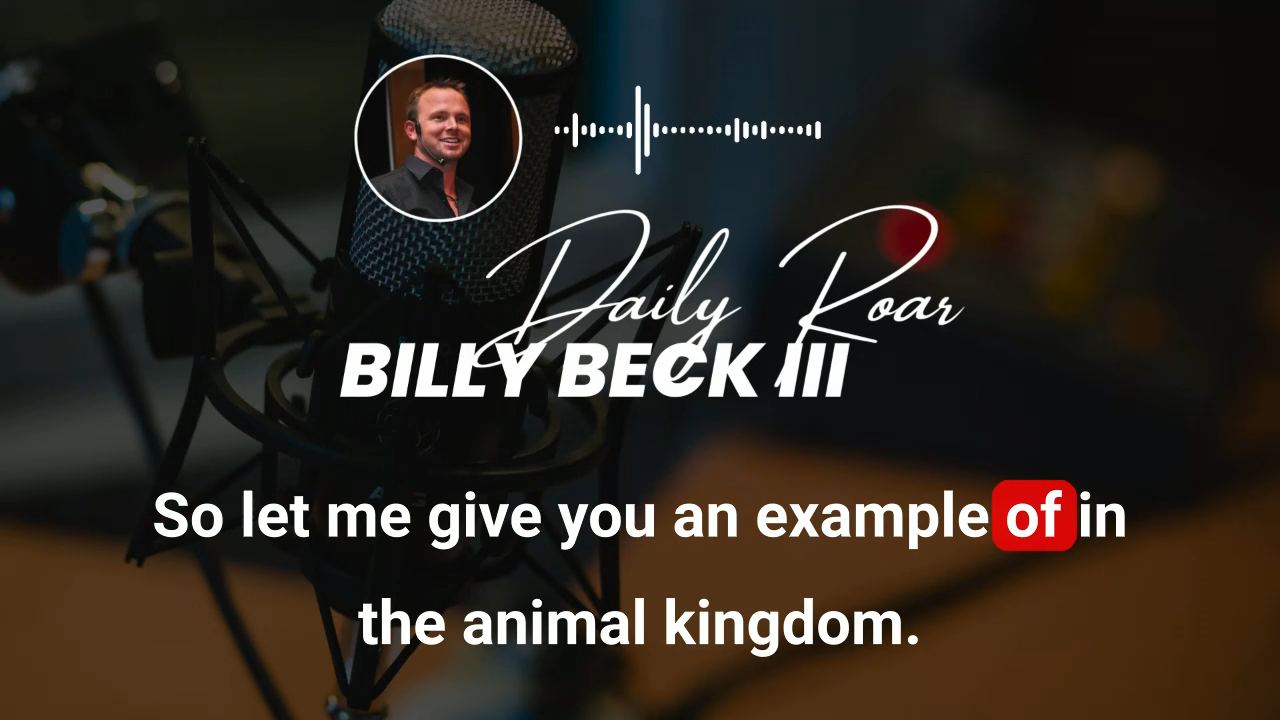 Daily Roar
BILLY BECK III
So let me give you an example of in
the animal kingdom.